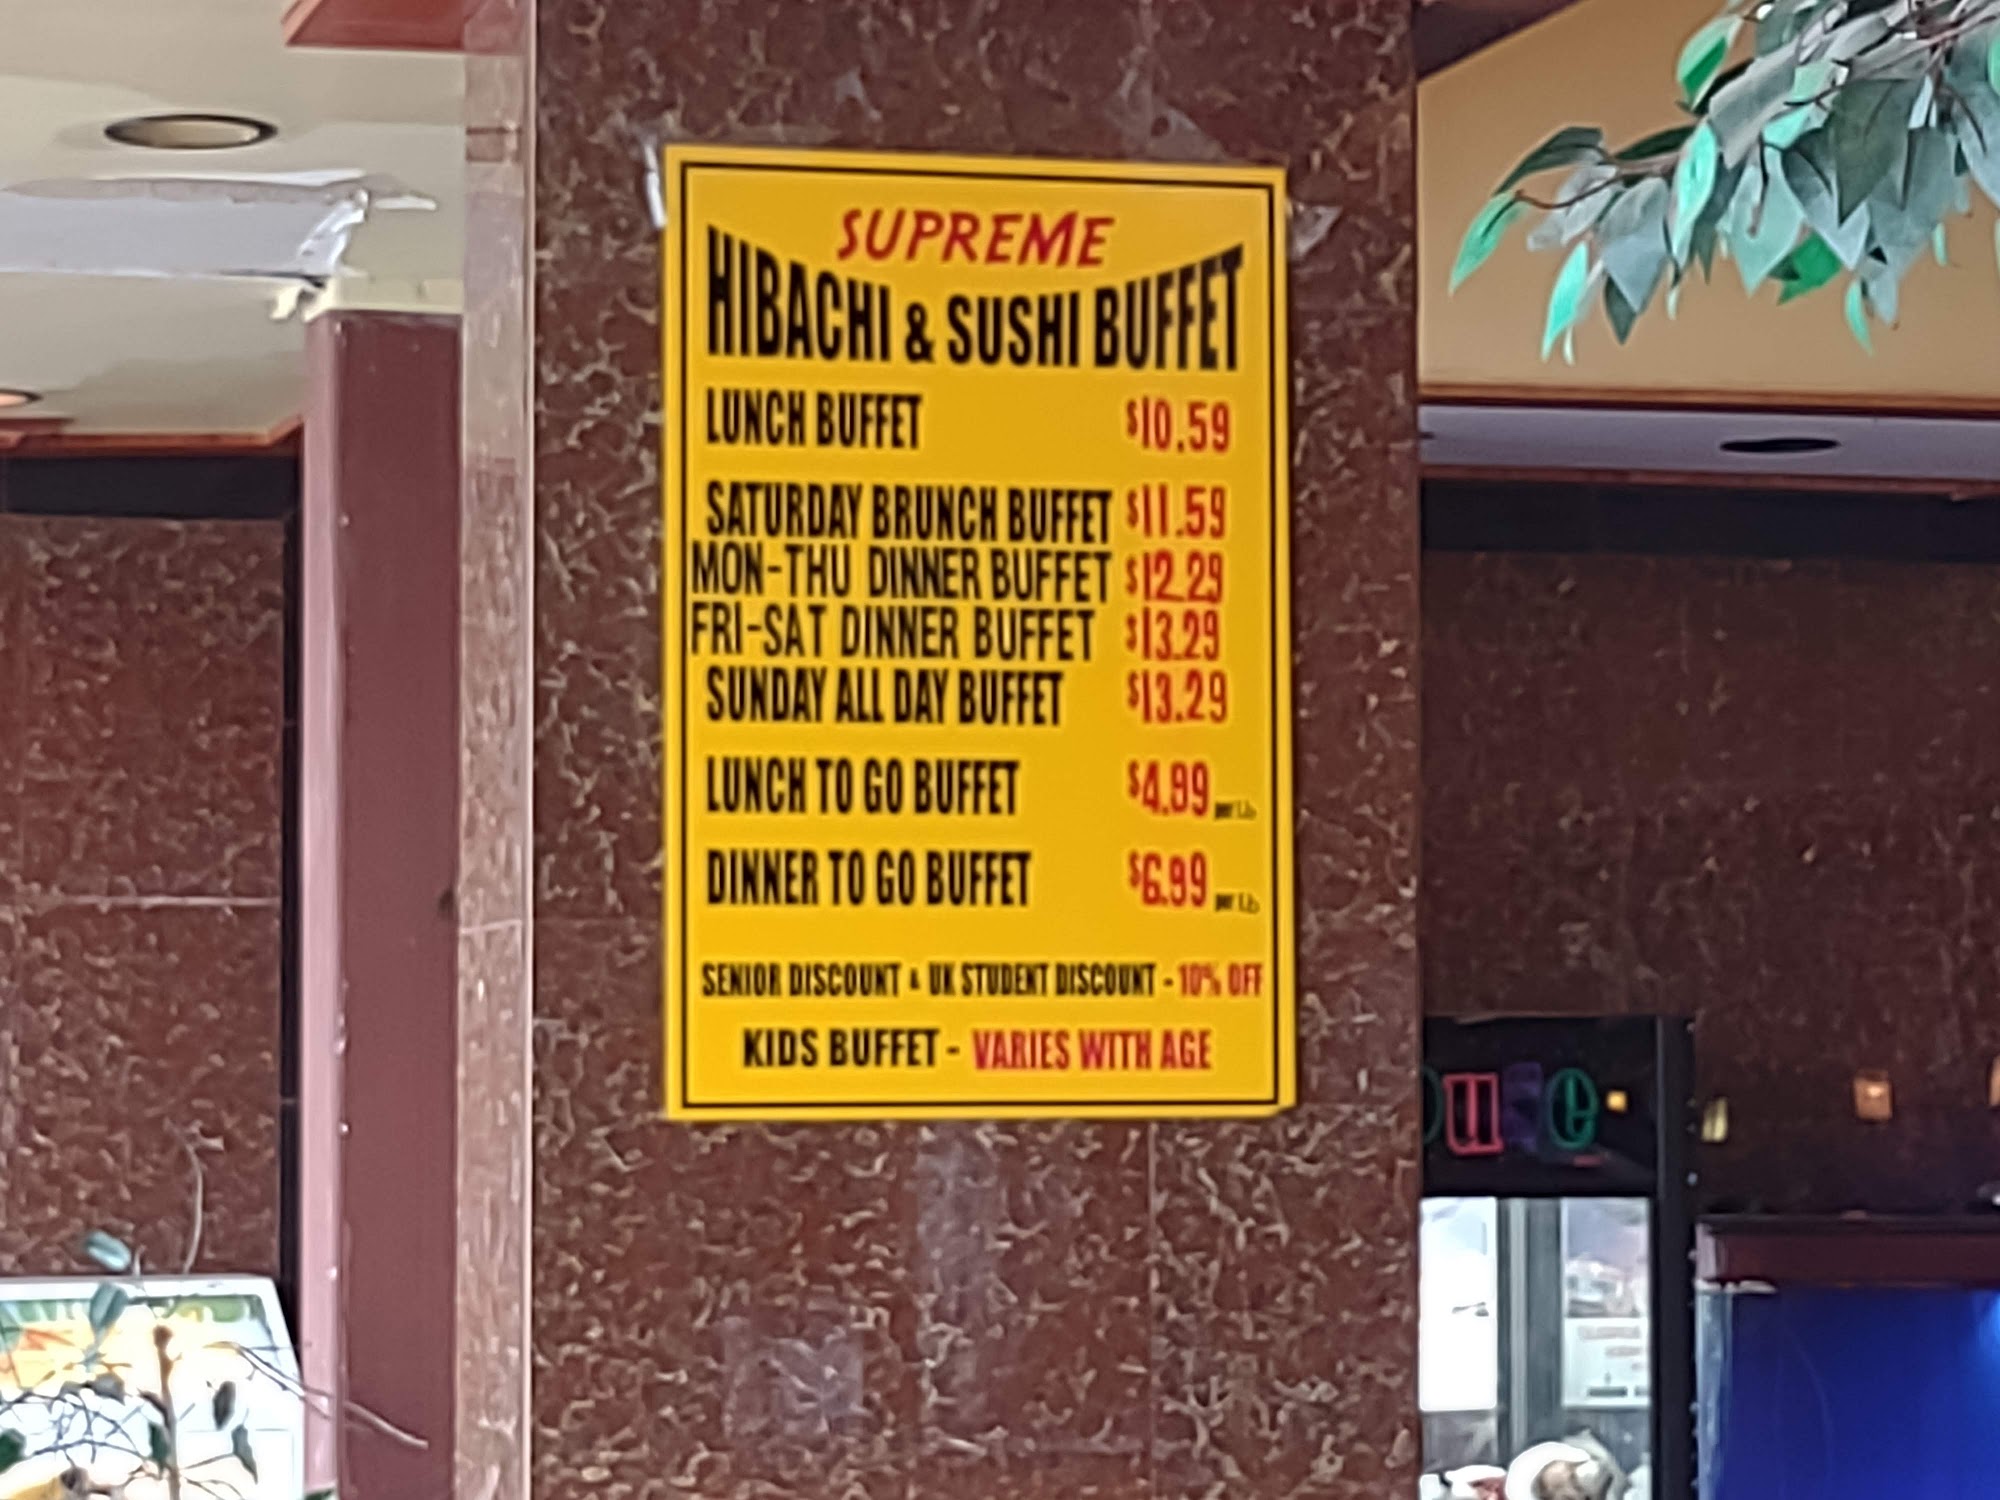 SUPREME
HIBACHI & SUSHI BUFFET
LUNCH BUFFET $10.59
SATURDAY BRUNCH BUFFET $11.59
MON-THU DINNER BUFFET $12.29
FRI-SAT DINNER BUFFET $13.29
SUNDAY ALL DAY BUFFET $13.29
LUNCH TO GO BUFFET $4.99 per Lb
DINNER TO GO BUFFET $6.99 per Lb
SENIOR DISCOUNT & UK STUDENT DISCOUNT - 10% OFF
KIDS BUFFET - VARIES WITH AGE